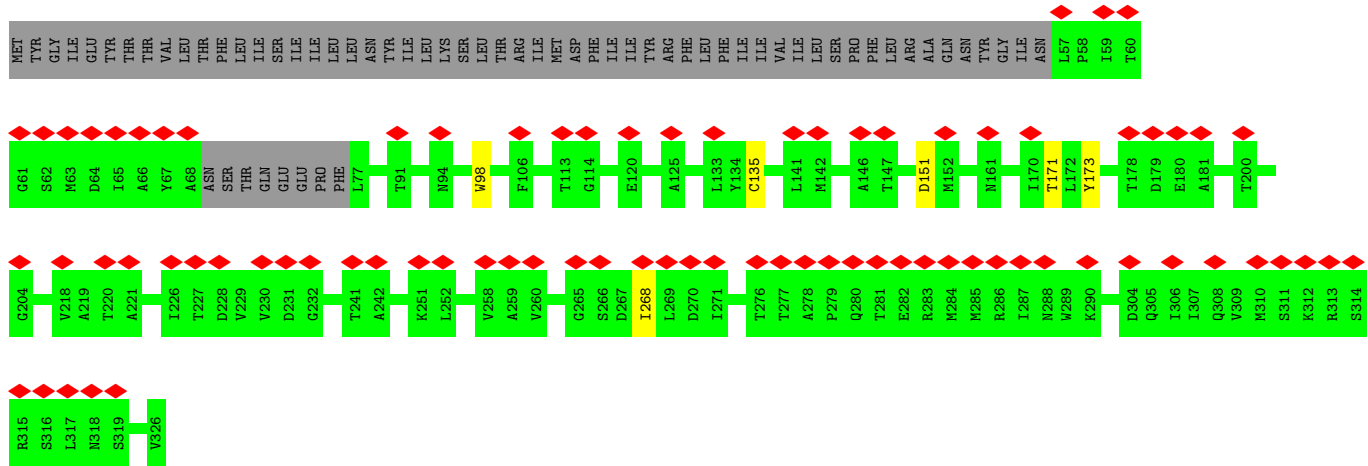 MET TYR GLY ILE GLU TYR THR THR VAL LEU THR PHE LEU ILE SER ILE ILE LEU LEU ASN TYR ILE LEU LYS SER LEU THR ARG ILE MET ASP PHE ILE ILE TYR ARG PHE LEU PHE ILE ILE VAL ILE LEU SER PRO PHE LEU ARG ALA GLN ASN TYR GLY ILE ASN L57 P58 I59 T60
G61 S62 M63 D64 I65 A66 Y67 A68 ASN SER THR GLN GLU GLU PRO PHE L77 T91 N94 W98 F106 T113 G114 E120 A125 L133 Y134 C135 L141 M142 A146 T147 D151 M152 N161 I170 T171 L172 Y173 T178 D179 E180 A181 T200
G204 V218 A219 T220 A221 I226 T227 D228 V229 V230 D231 G232 T241 A242 K251 L252 V258 A259 V260 G265 S266 D267 I268 L269 D270 I271 T276 T277 A278 P279 Q280 T281 E282 R283 M284 M285 R286 I287 N288 W289 K290 D304 Q305 I306 I307 Q308 V309 M310 S311 K312 R313 S314
R315 S316 L317 N318 S319 V326